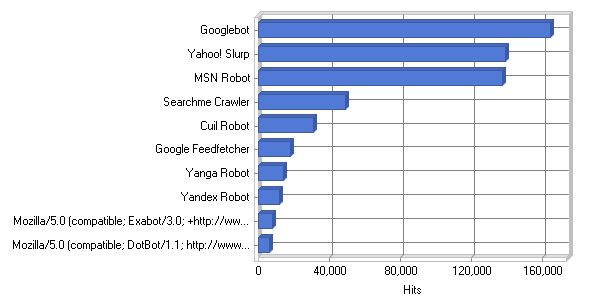 Googlebot
Yahoo! Slurp
MSN Robot
Searchme Crawler
Cuil Robot
Google Feedfetcher
Yanga Robot
Yandex Robot
Mozilla/5.0 (compatible; Exabot/3.0; +http://ww...
Mozilla/5.0 (compatible; DotBot/1.1; http://www...
0 40,000 80,000 120,000 160,000
Hits